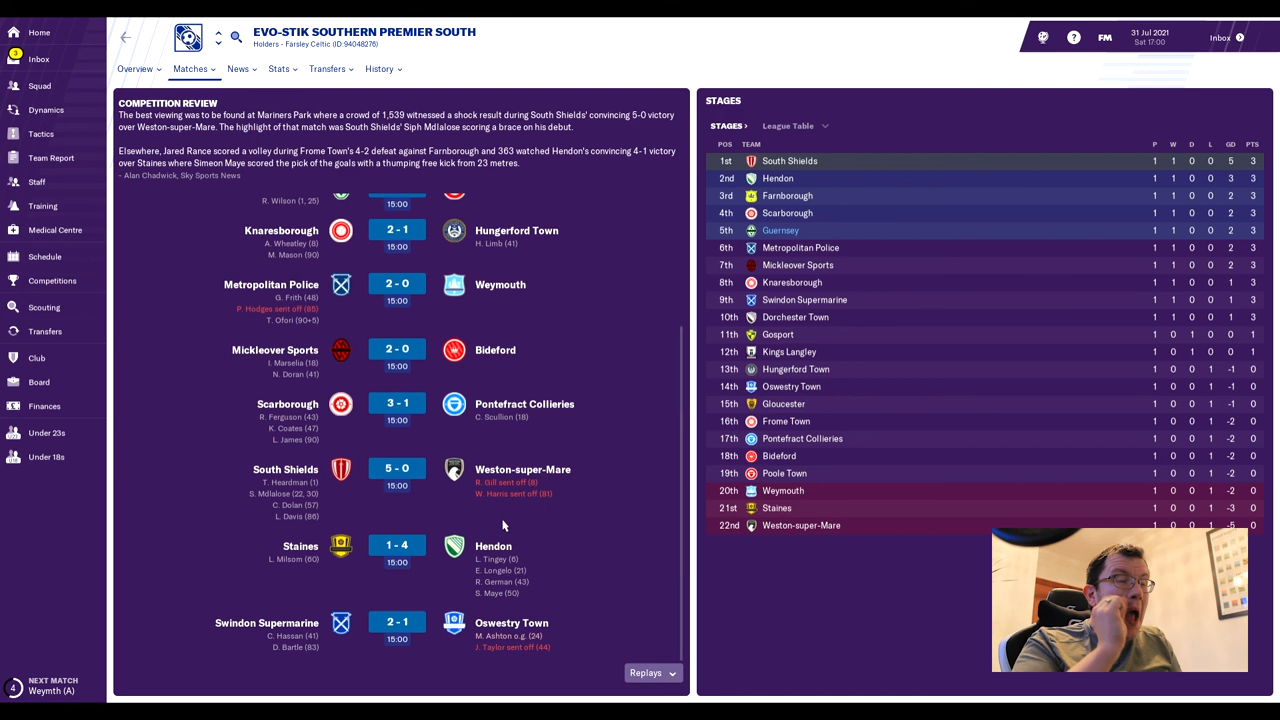 Home
3
Inbox
Squad
Dynamics
Tactics
Team Report
Staff
Training
Medical Centre
Schedule
Competitions
Scouting
Transfers
Club
Board
Finances
Under 23s
Under 18s
4 NEXT MATCH
Weymth (A)
EVO-STIK SOUTHERN PREMIER SOUTH
Holders - Farsley Celtic (ID:94048276)
Overview Matches News Stats Transfers History
? FM 31 Jul 2021
Sat 17:00
Inbox
COMPETITION REVIEW
The best viewing was to be found at Mariners Park where a crowd of 1,539 witnessed a shock result during South Shields' convincing 5-0 victory
over Weston-super-Mare. The highlight of that match was South Shields' Siph Mdlalose scoring a brace on his debut.
Elsewhere, Jared Rance scored a volley during Frome Town's 4-2 defeat against Farnborough and 363 watched Hendon's convincing 4-1 victory
over Staines where Simeon Maye scored the pick of the goals with a thumping free kick from 23 metres.
- Alan Chadwick, Sky Sports News
R. Wilson (1, 25) 15:00
Knaresborough 2 - 1 Hungerford Town
A. Wheatley (8) 15:00 H. Limb (41)
M. Mason (90)
Metropolitan Police 2 - 0 Weymouth
G. Frith (48) 15:00
P. Hodges sent off (85)
T. Ofori (90+5)
Mickleover Sports 2 - 0 Bideford
I. Marselia (18) 15:00
N. Doran (41)
Scarborough 3 - 1 Pontefract Collieries
R. Ferguson (43) 15:00 C. Scullion (18)
K. Coates (47)
L. James (90)
South Shields 5 - 0 Weston-super-Mare
T. Heardman (1) 15:00 R. Gill sent off (8)
S. Mdlalose (22, 30) W. Harris sent off (81)
C. Dolan (57)
L. Davis (86)
Staines 1 - 4 Hendon
L. Milsom (60) 15:00 L. Tingey (6)
E. Longelo (21)
R. German (43)
S. Maye (50)
Swindon Supermarine 2 - 1 Oswestry Town
C. Hassan (41) 15:00 M. Ashton o.g. (24)
D. Bartle (83) J. Taylor sent off (44)
Replays
STAGES
STAGES › League Table
POS TEAM P W D L GD PTS
1st South Shields 1 1 0 0 5 3
2nd Hendon 1 1 0 0 3 3
3rd Farnborough 1 1 0 0 2 3
4th Scarborough 1 1 0 0 2 3
5th Guernsey 1 1 0 0 2 3
6th Metropolitan Police 1 1 0 0 2 3
7th Mickleover Sports 1 1 0 0 2 3
8th Knaresborough 1 1 0 0 1 3
9th Swindon Supermarine 1 1 0 0 1 3
10th Dorchester Town 1 1 0 0 1 3
11th Gosport 1 0 1 0 0 1
12th Kings Langley 1 0 1 0 0 1
13th Hungerford Town 1 0 0 1 -1 0
14th Oswestry Town 1 0 0 1 -1 0
15th Gloucester 1 0 0 1 -1 0
16th Frome Town 1 0 0 1 -2 0
17th Pontefract Collieries 1 0 0 1 -2 0
18th Bideford 1 0 0 1 -2 0
19th Poole Town 1 0 0 1 -2 0
20th Weymouth 1 0 0 1 -2 0
21st Staines 1 0 0 1 -3 0
22nd Weston-super-Mare 1 0 0 1 -5 0